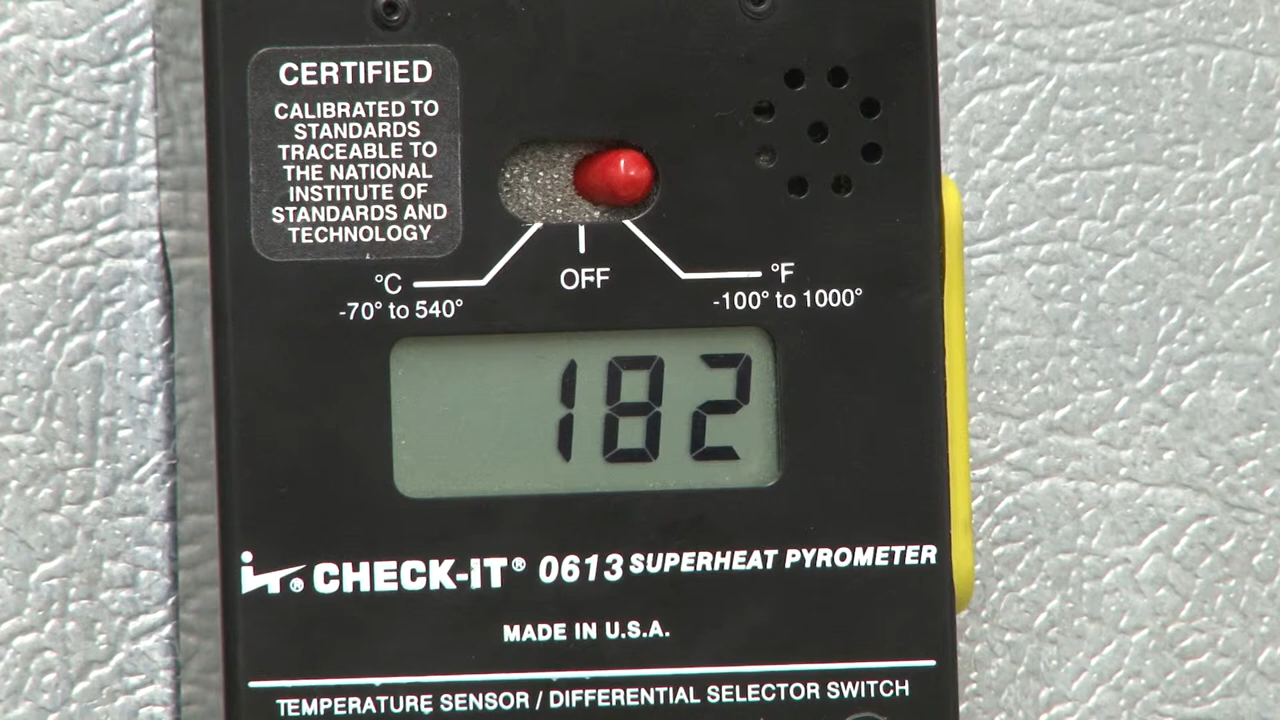 CERTIFIED
CALIBRATED TO
STANDARDS
TRACEABLE TO
THE NATIONAL
INSTITUTE OF
STANDARDS AND
TECHNOLOGY
°C
OFF
°F
-70° to 540°
-100° to 1000°
182
iT.® CHECK-IT® 0613 SUPERHEAT PYROMETER
MADE IN U.S.A.
TEMPERATURE SENSOR / DIFFERENTIAL SELECTOR SWITCH